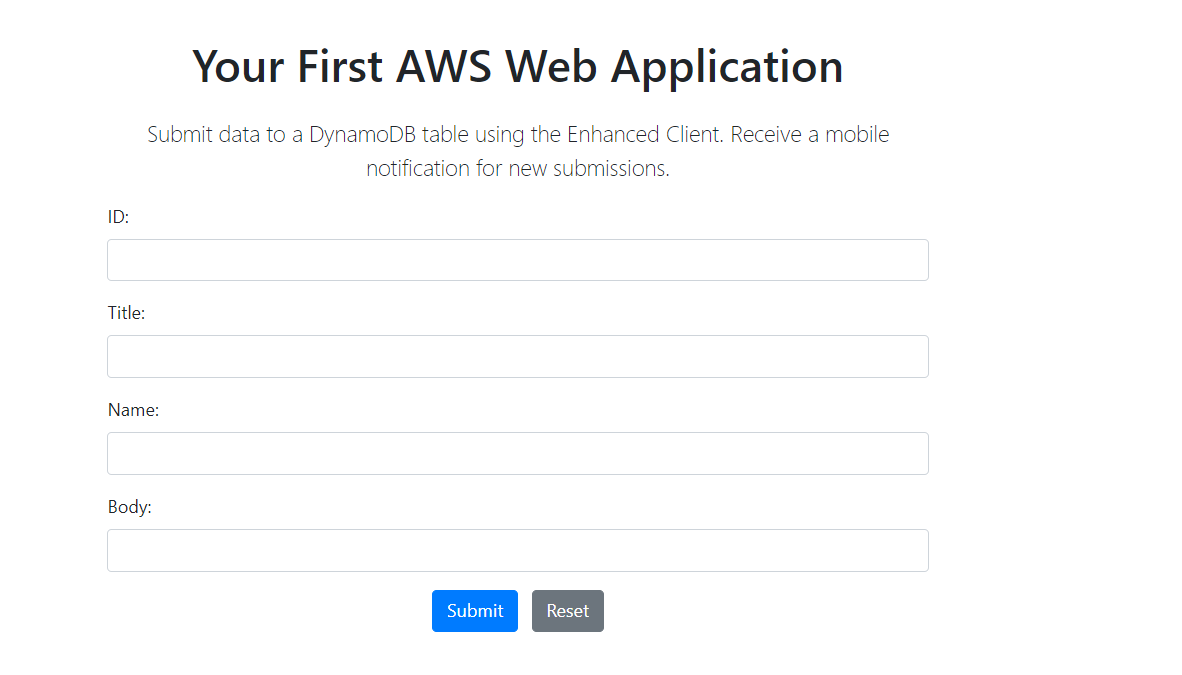 Your First AWS Web Application
Submit data to a DynamoDB table using the Enhanced Client. Receive a mobile
notification for new submissions.
ID:
Title:
Name:
Body:
Submit Reset